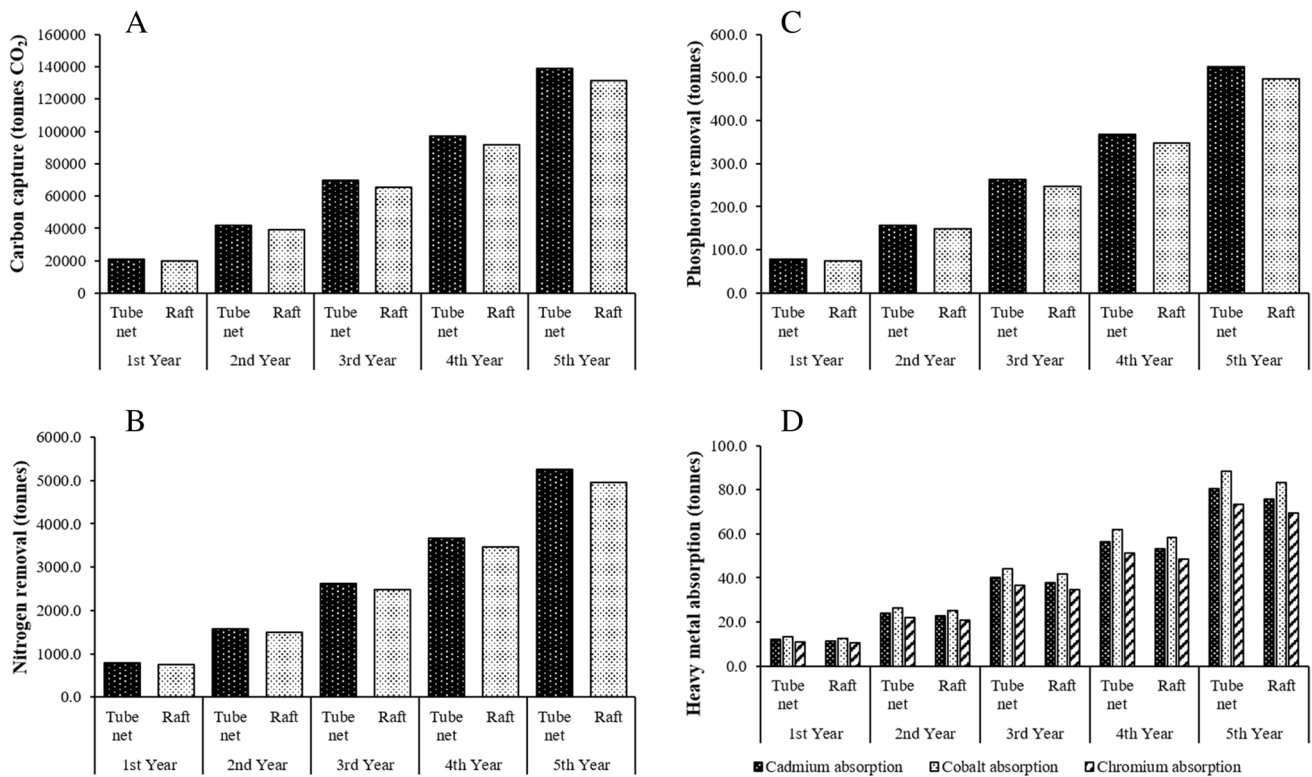 A
Carbon capture (tonnes CO₂)
160000
140000
120000
100000
80000
60000
40000
20000
0
Tube net Raft Tube net Raft Tube net Raft Tube net Raft Tube net Raft
1st Year 2nd Year 3rd Year 4th Year 5th Year
C
Phosphorous removal (tonnes)
600.0
500.0
400.0
300.0
200.0
100.0
0.0
Tube net Raft Tube net Raft Tube net Raft Tube net Raft Tube net Raft
1st Year 2nd Year 3rd Year 4th Year 5th Year
B
Nitrogen removal (tonnes)
6000.0
5000.0
4000.0
3000.0
2000.0
1000.0
0.0
Tube net Raft Tube net Raft Tube net Raft Tube net Raft Tube net Raft
1st Year 2nd Year 3rd Year 4th Year 5th Year
D
Heavy metal absorption (tonnes)
100.0
80.0
60.0
40.0
20.0
0.0
Tube net Raft Tube net Raft Tube net Raft Tube net Raft Tube net Raft
1st Year 2nd Year 3rd Year 4th Year 5th Year
Cadmium absorption Cobalt absorption Chromium absorption